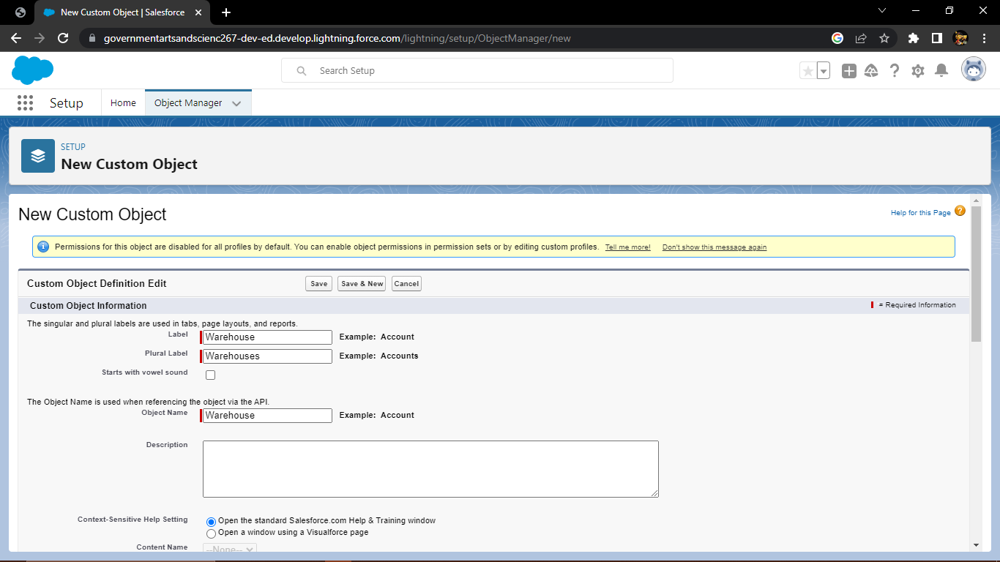 New Custom Object | Salesforce
governmentartsandscienc267-dev-ed.develop.lightning.force.com/lightning/setup/ObjectManager/new
Search Setup
Setup Home Object Manager
SETUP
New Custom Object
New Custom Object
Help for this Page
Permissions for this object are disabled for all profiles by default. You can enable object permissions in permission sets or by editing custom profiles. Tell me more! Don't show this message again
Custom Object Definition Edit Save Save & New Cancel
Custom Object Information = Required Information
The singular and plural labels are used in tabs, page layouts, and reports.
Label Warehouse Example: Account
Plural Label Warehouses Example: Accounts
Starts with vowel sound
The Object Name is used when referencing the object via the API.
Object Name Warehouse Example: Account
Description
Context-Sensitive Help Setting Open the standard Salesforce.com Help & Training window
Open a window using a Visualforce page
Content Name --None--